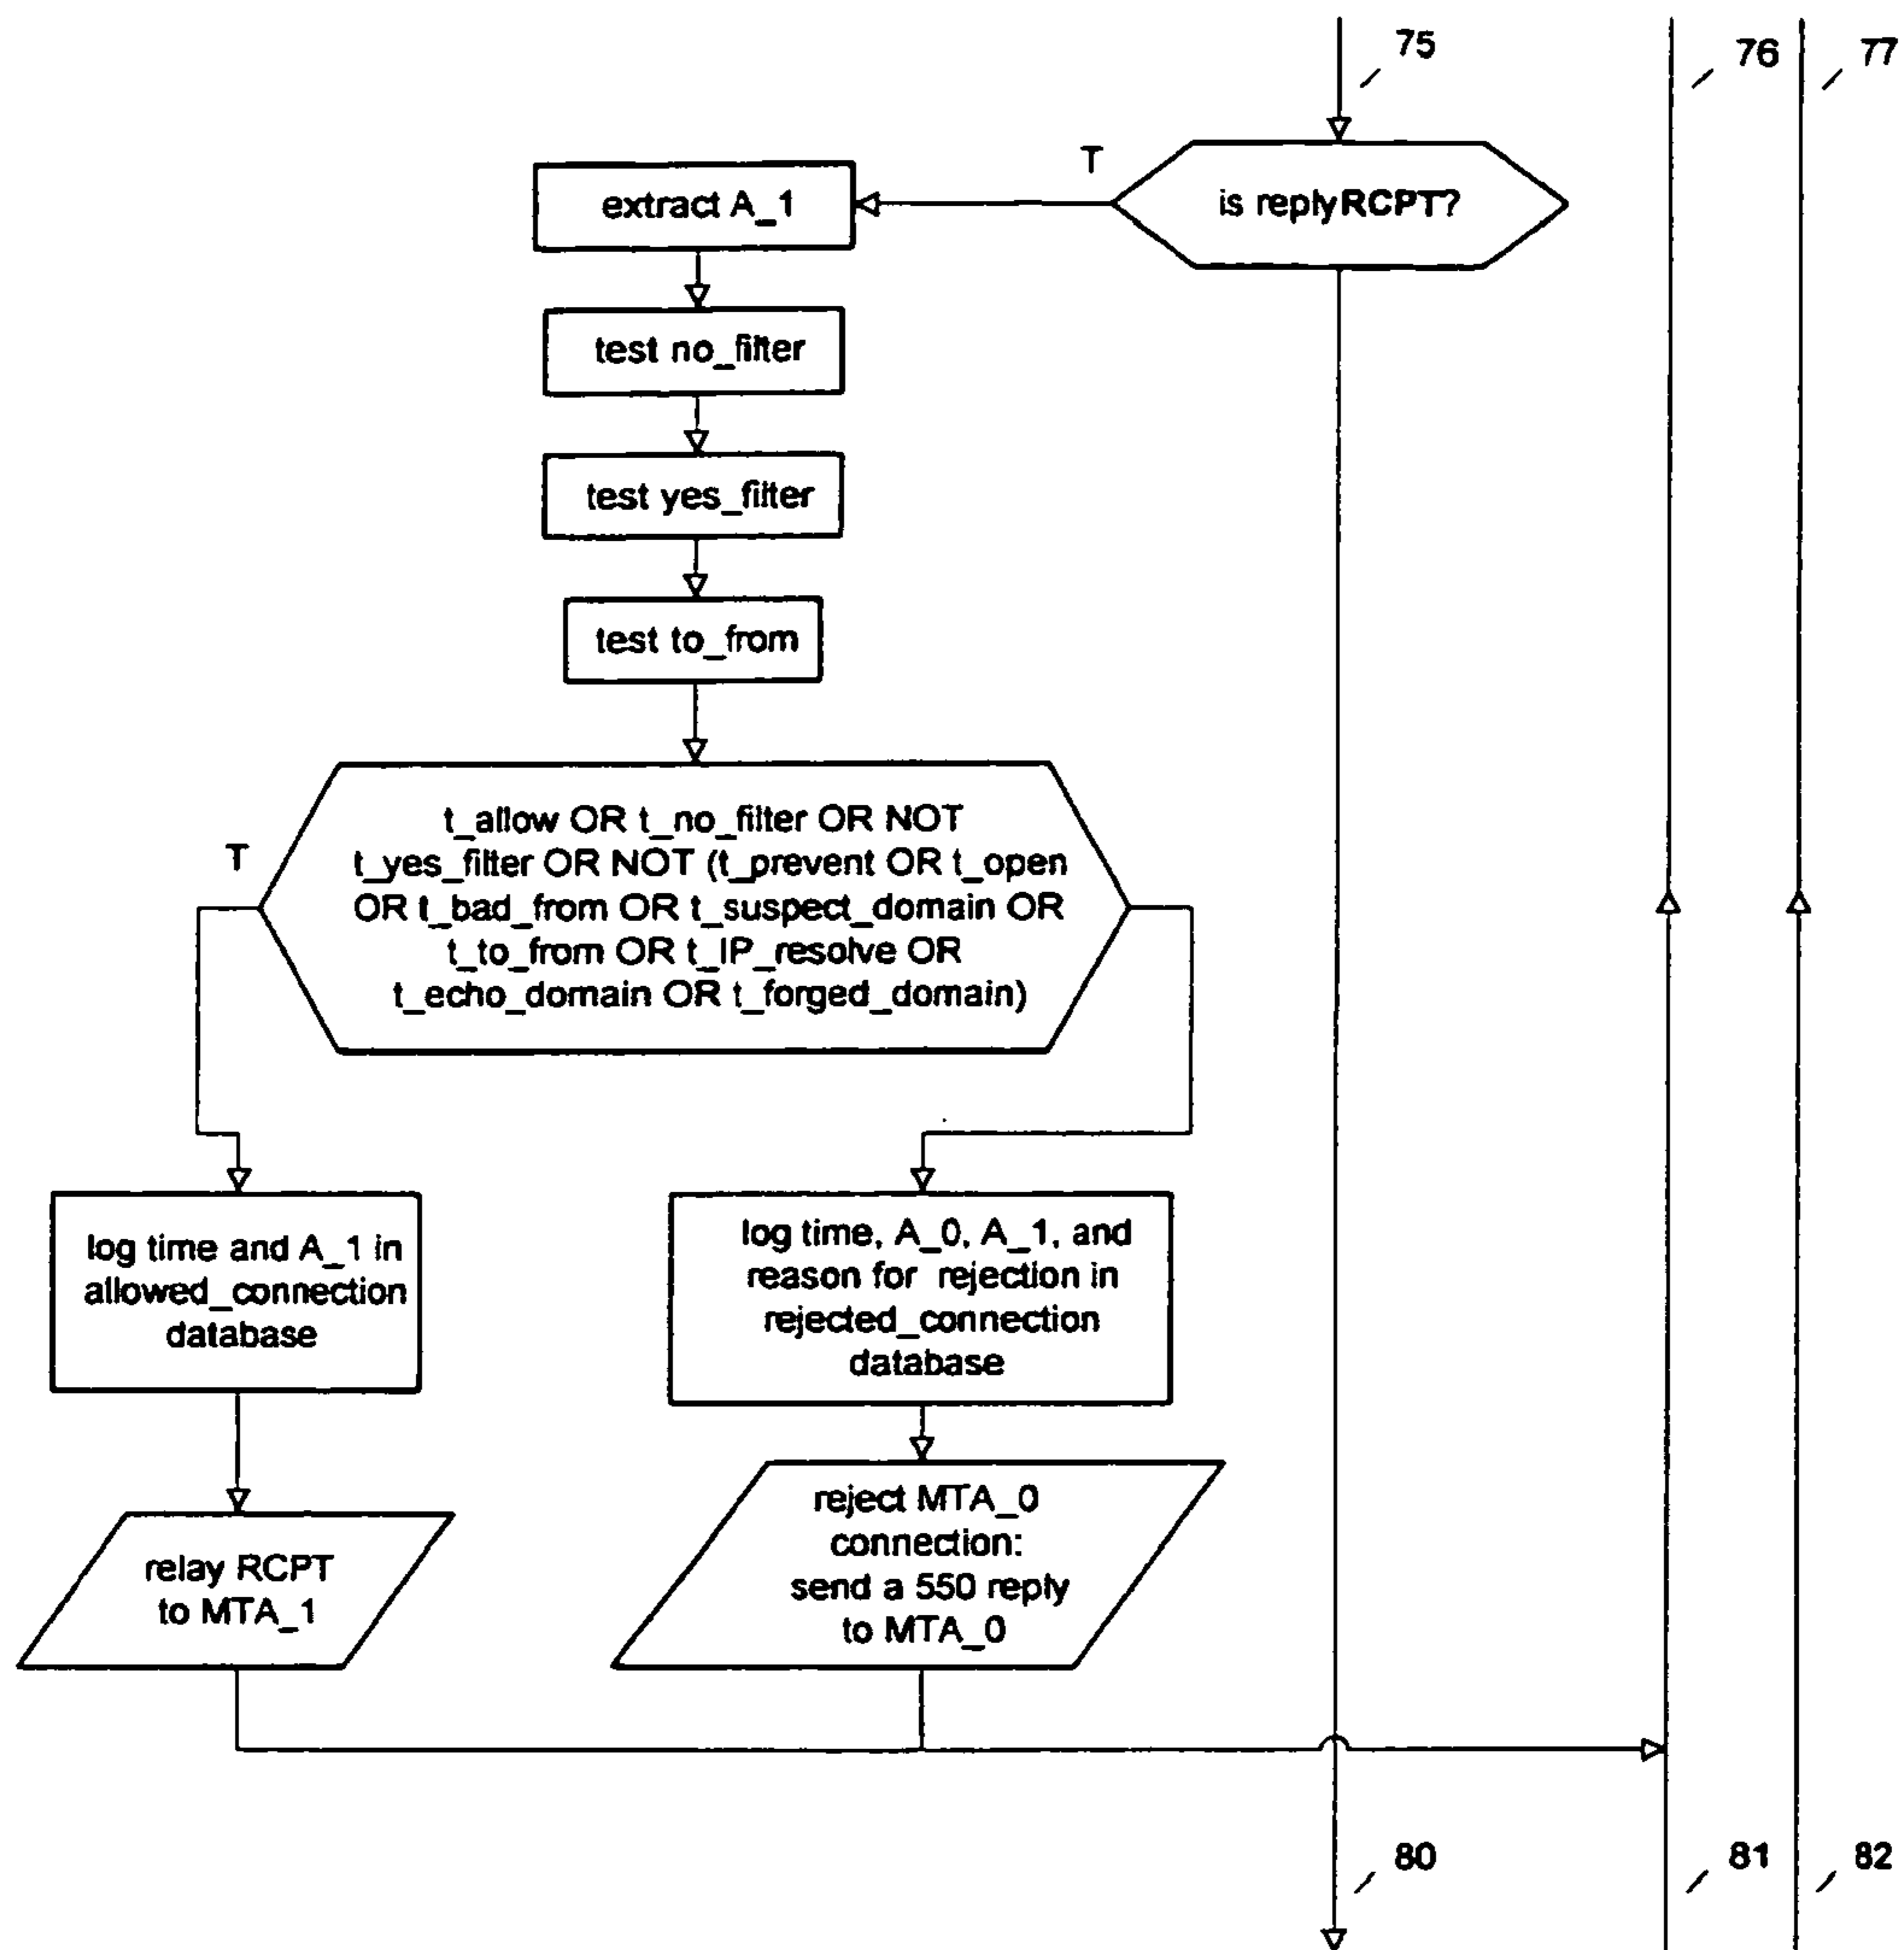 75
76
77
T
is replyRCPT?
extract A_1
test no_filter
test yes_filter
test to_from
T
t_allow OR t_no_filter OR NOT
t_yes_filter OR NOT (t_prevent OR t_open
OR t_bad_from OR t_suspect_domain OR
t_to_from OR t_IP_resolve OR
t_echo_domain OR t_forged_domain)
log time and A_1 in
allowed_connection
database
log time, A_0, A_1, and
reason for rejection in
rejected_connection
database
relay RCPT
to MTA_1
reject MTA_0
connection:
send a 550 reply
to MTA_0
80
81
82